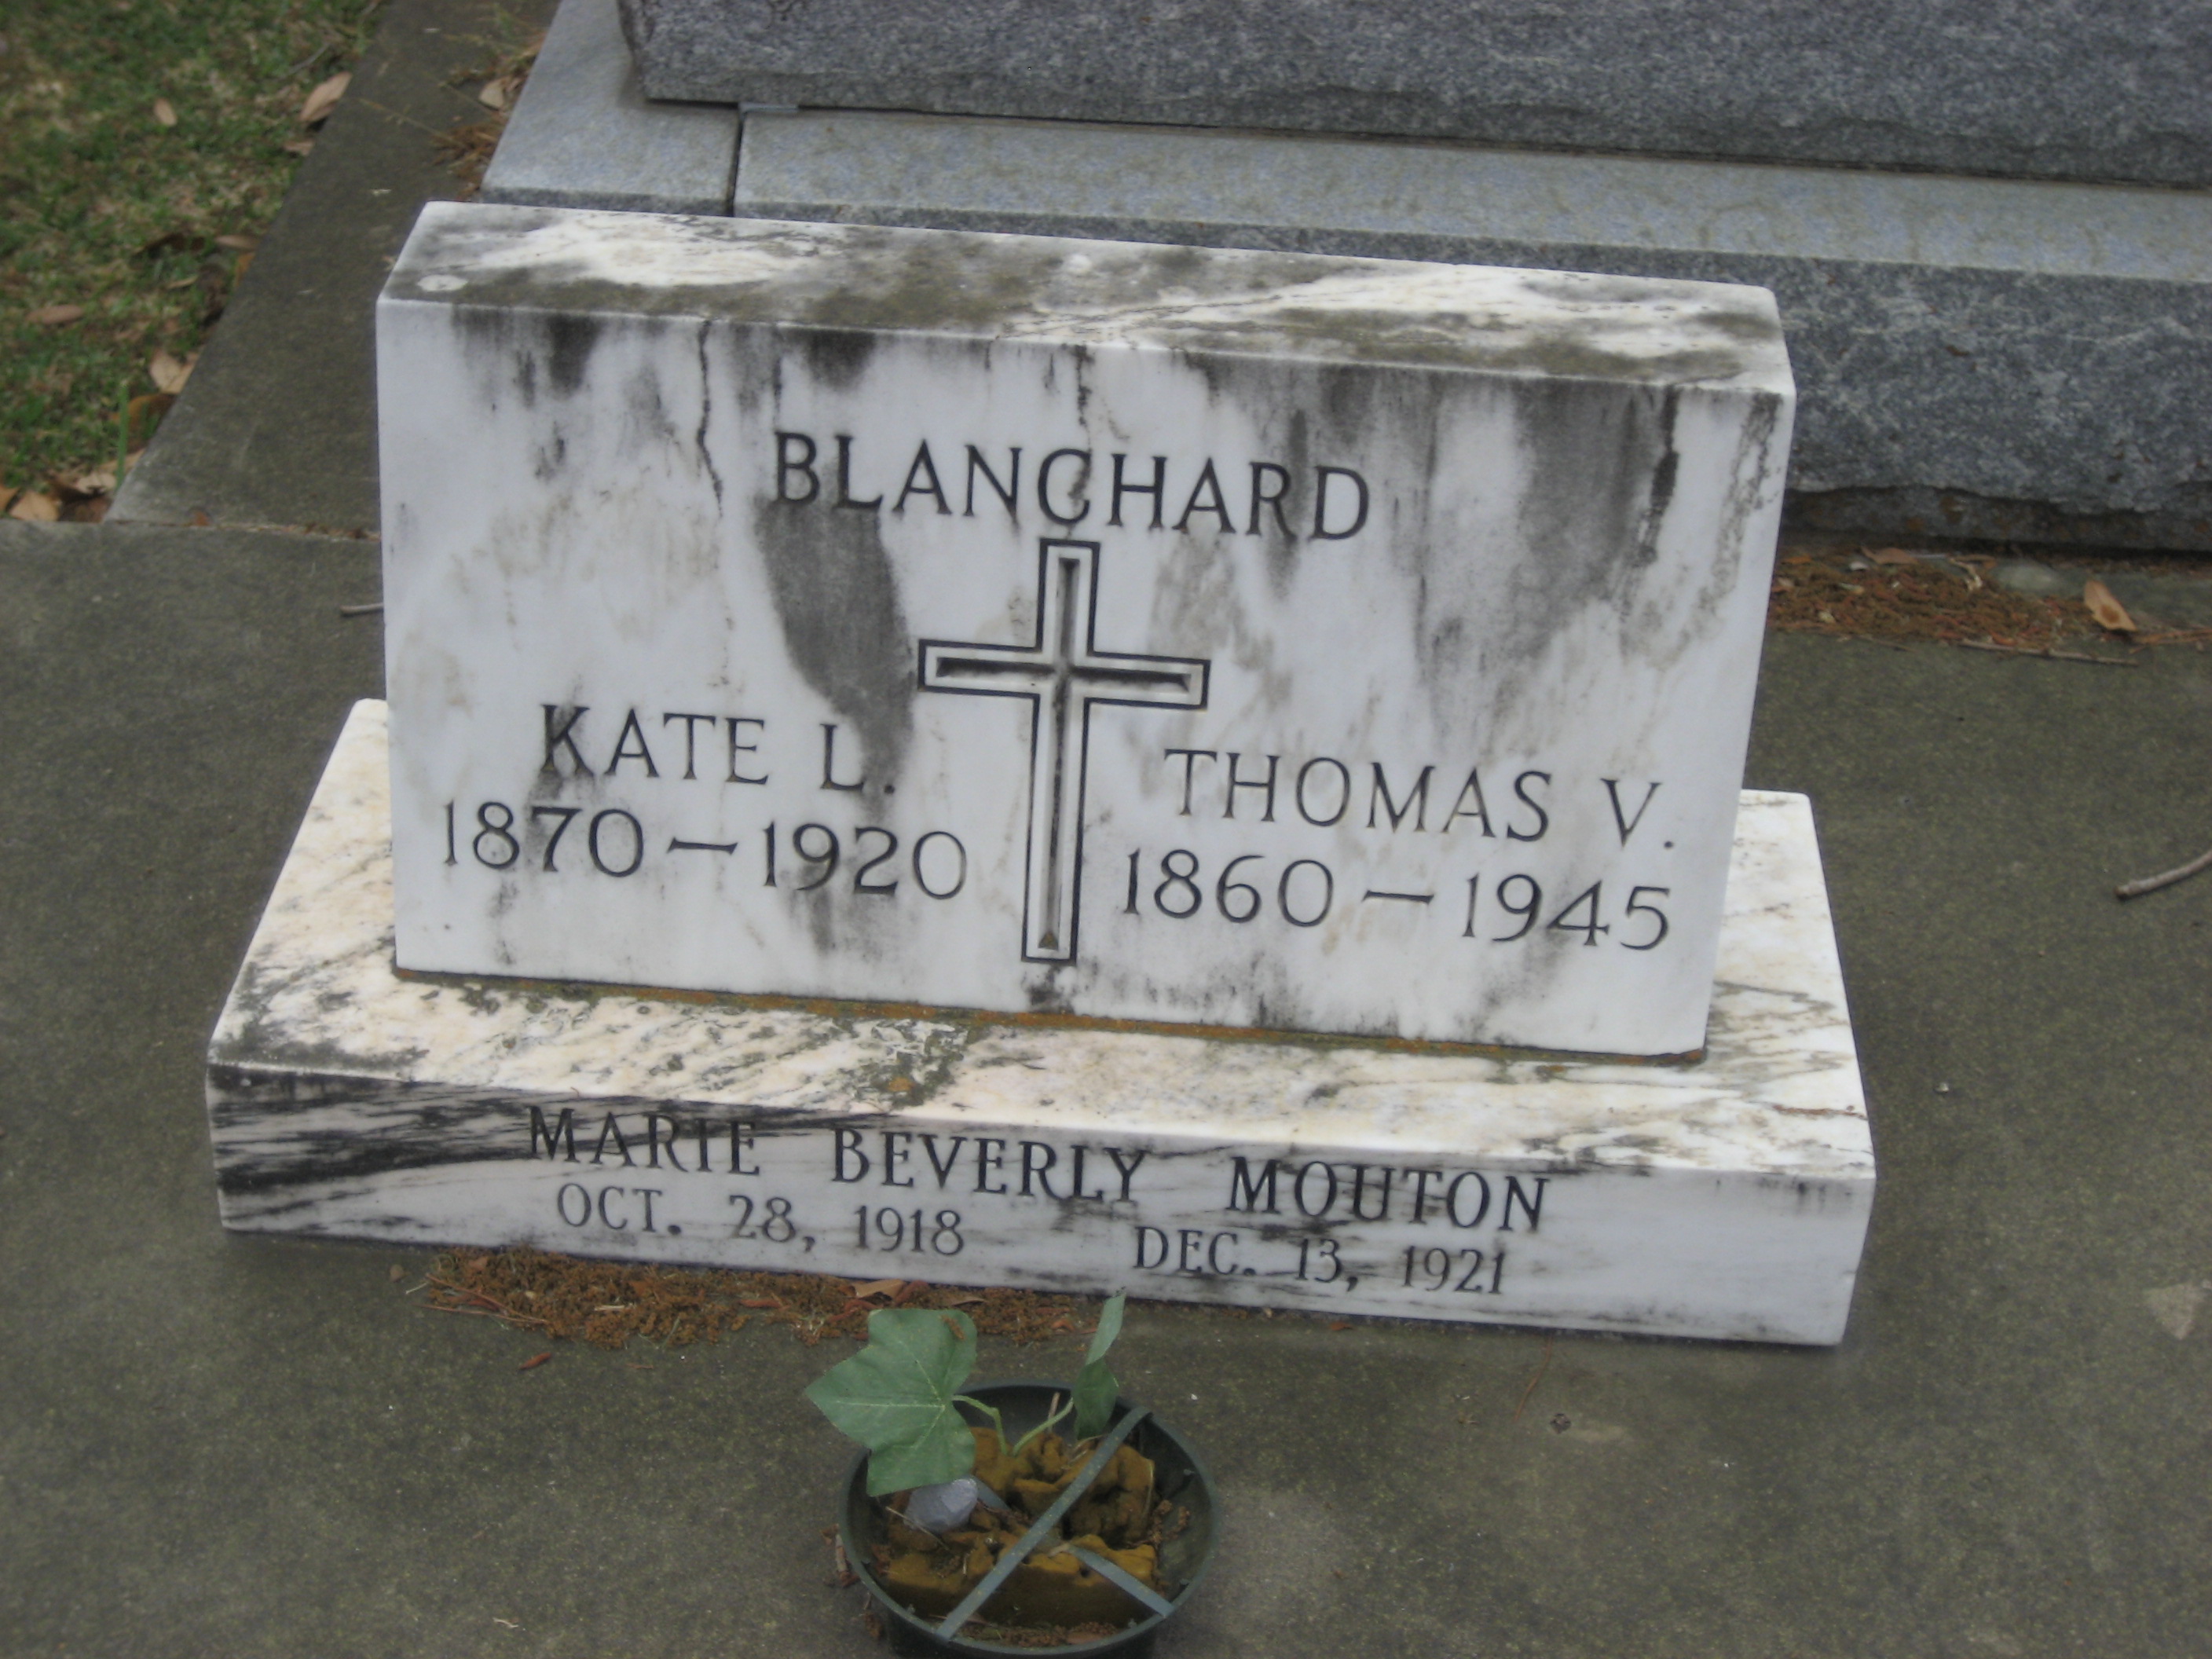 BLANCHARD
KATE L.
1870 – 1920
THOMAS V.
1860 – 1945
MARIE BEVERLY MOUTON
OCT. 28, 1918 DEC. 13, 1921